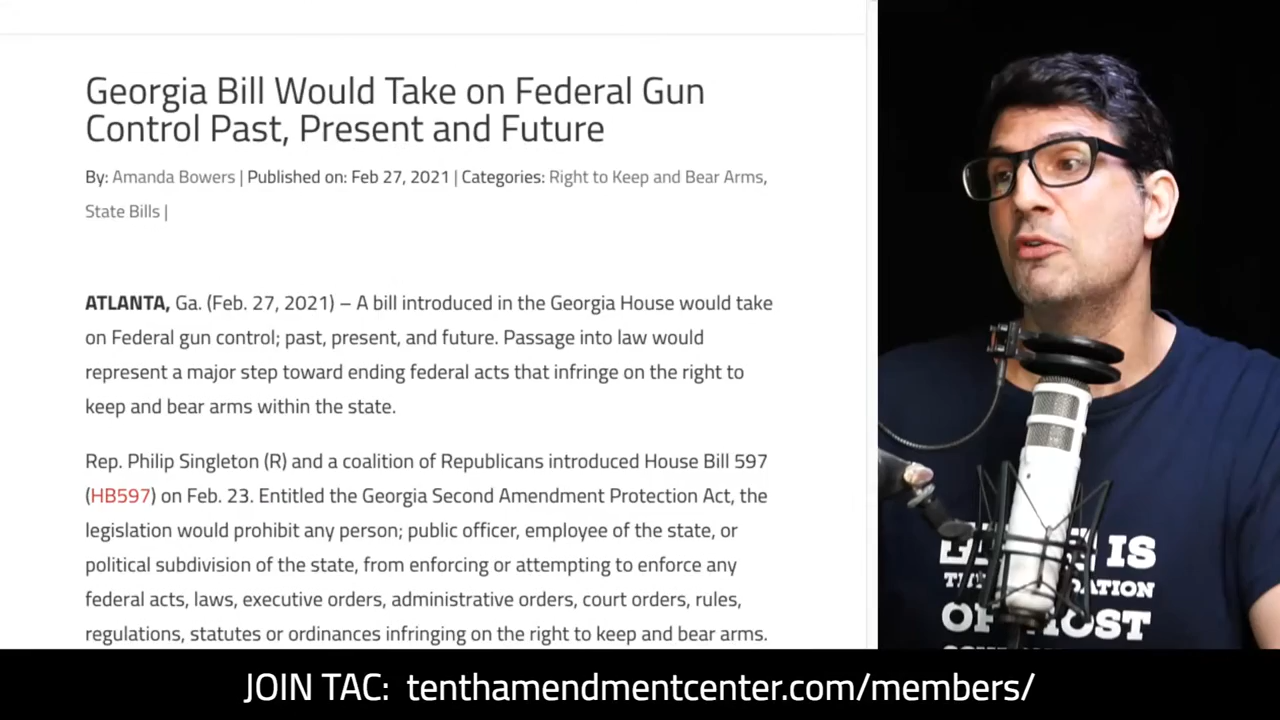 Georgia Bill Would Take on Federal Gun
Control Past, Present and Future
By: Amanda Bowers | Published on: Feb 27, 2021 | Categories: Right to Keep and Bear Arms,
State Bills |
ATLANTA, Ga. (Feb. 27, 2021) – A bill introduced in the Georgia House would take
on Federal gun control; past, present, and future. Passage into law would
represent a major step toward ending federal acts that infringe on the right to
keep and bear arms within the state.
Rep. Philip Singleton (R) and a coalition of Republicans introduced House Bill 597
(HB597) on Feb. 23. Entitled the Georgia Second Amendment Protection Act, the
legislation would prohibit any person; public officer, employee of the state, or
political subdivision of the state, from enforcing or attempting to enforce any
federal acts, laws, executive orders, administrative orders, court orders, rules,
regulations, statutes or ordinances infringing on the right to keep and bear arms.
IS
OF MOST
JOIN TAC: tenthamendmentcenter.com/members/